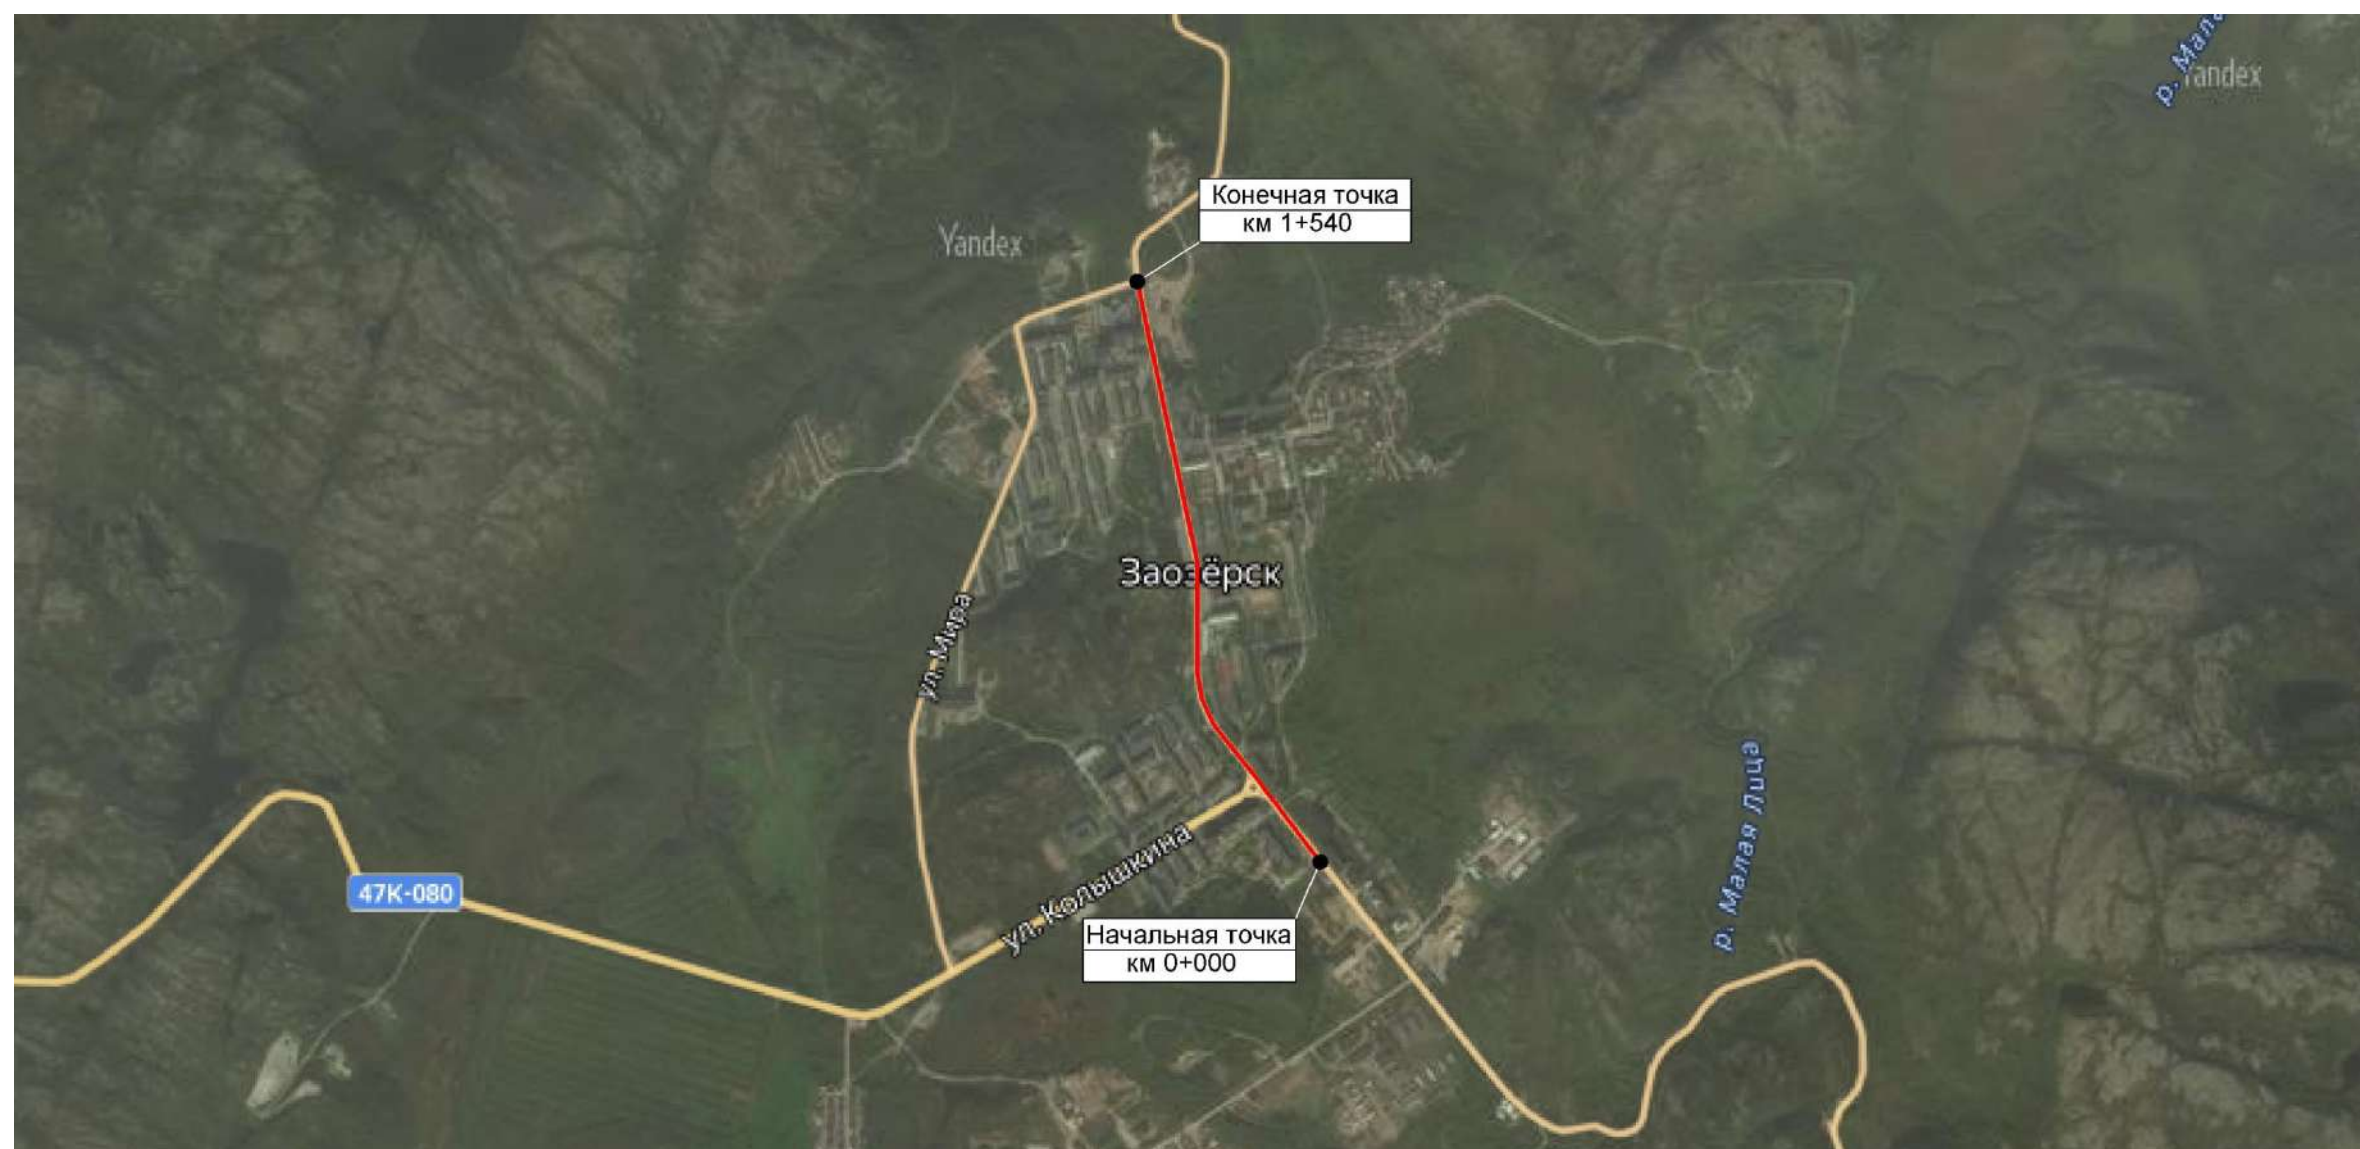 р. Мала
Yandex
Конечная точка
км 1+540
Yandex
Заозёрск
ул. Мира
р. Малая Лица
ул. Колышкина
47К-080
Начальная точка
км 0+000